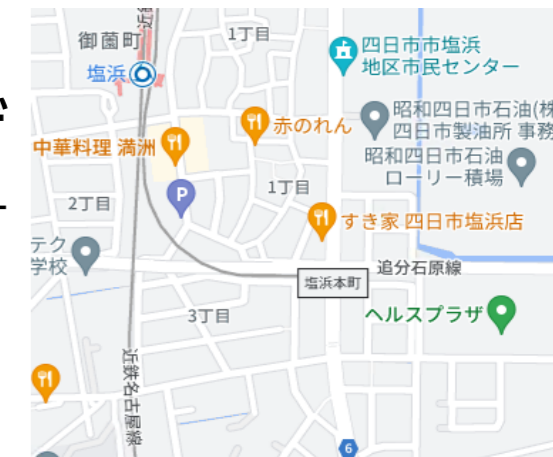 御薗町
塩浜
1丁目
四日市市塩浜
地区市民センター
赤のれん
昭和四日市石油(株
四日市製油所 事務
中華料理 満洲
昭和四日市石油
ローリー積場
P
1丁目
2丁目
すき家 四日市塩浜店
テク
学校
追分石原線
塩浜本町
3丁目
ヘルスプラザ
近鉄名古屋線
6